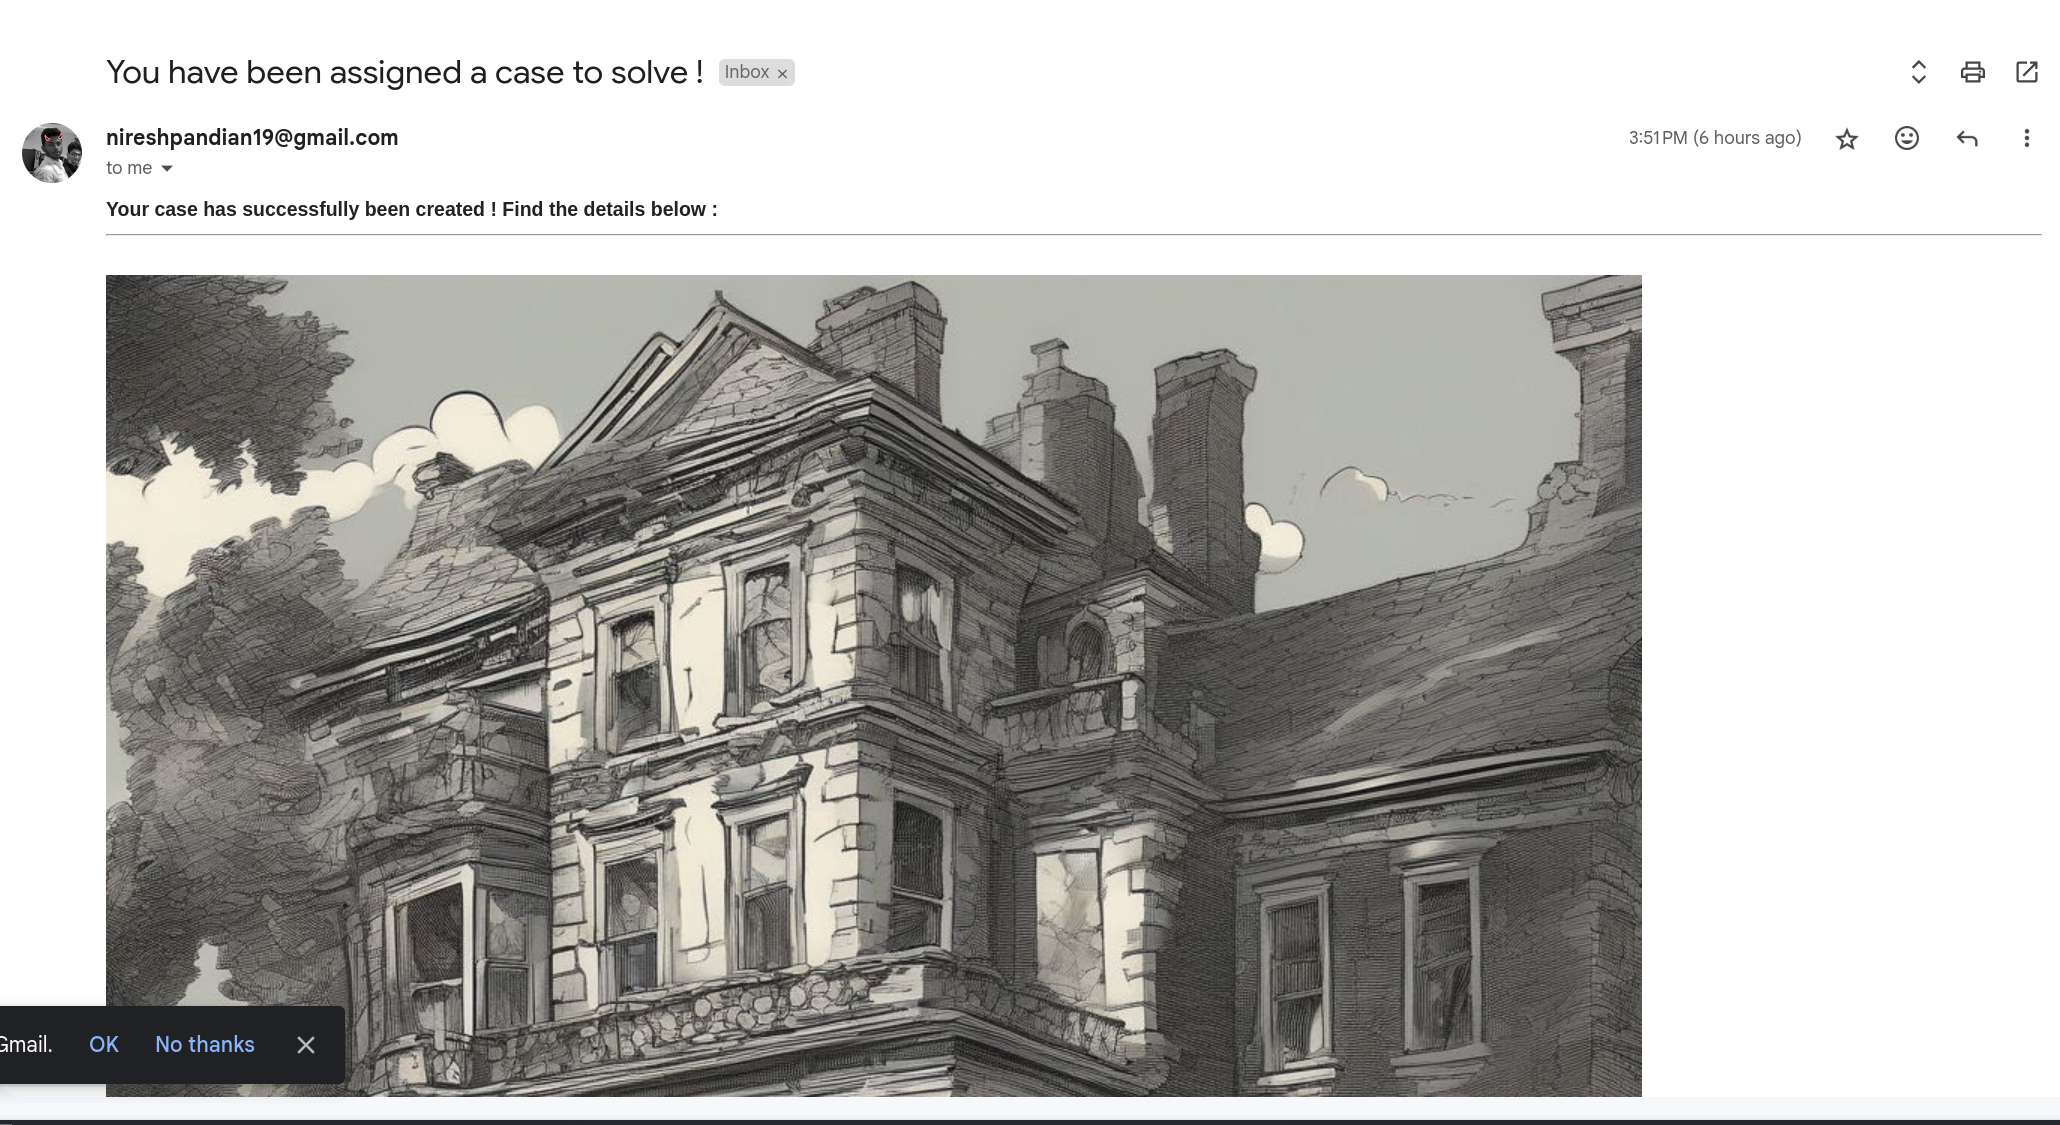 You have been assigned a case to solve ! Inbox ×
nireshpandian19@gmail.com 3:51 PM (6 hours ago)
to me
Your case has successfully been created ! Find the details below :
Gmail. OK No thanks